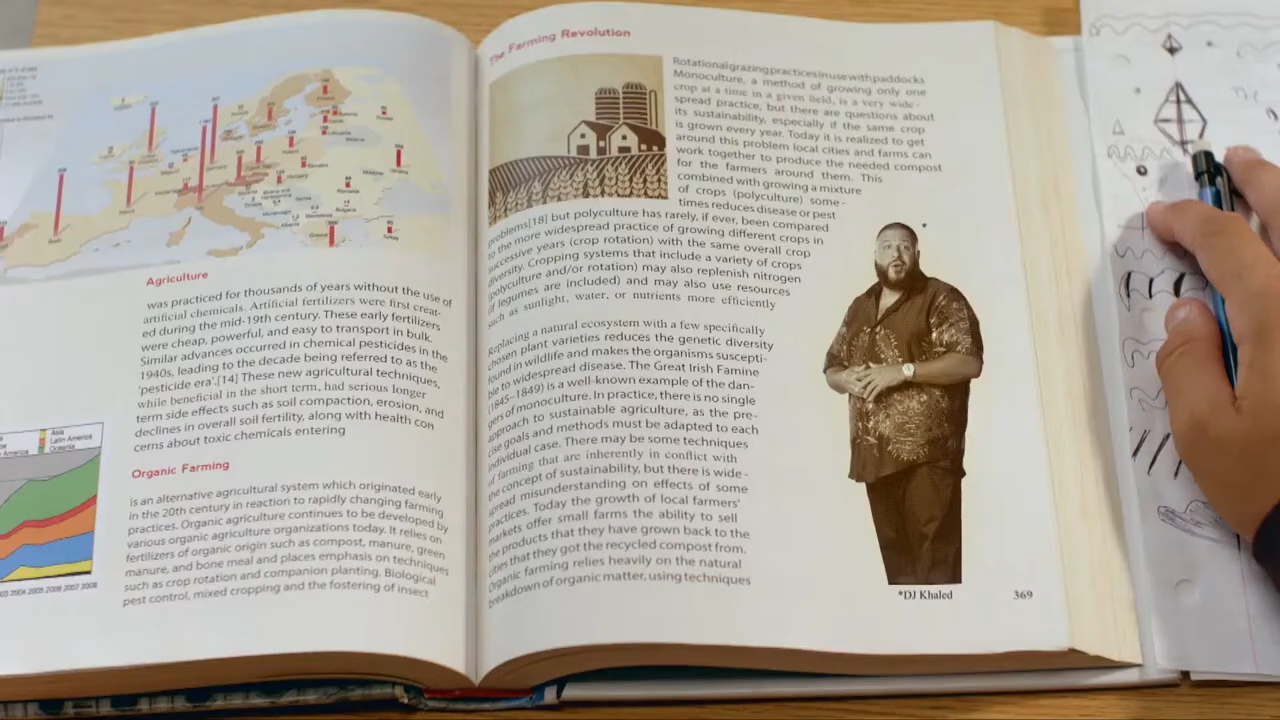 Agriculture
was practiced for thousands of years without the use of
artificial chemicals. Artificial fertilizers were first creat-
ed during the mid-19th century. These early fertilizers
were cheap, powerful, and easy to transport in bulk.
Similar advances occurred in chemical pesticides in the
1940s, leading to the decade being referred to as the
'pesticide era'.[14] These new agricultural techniques,
while beneficial in the short term, had serious longer
term side effects such as soil compaction, erosion, and
declines in overall soil fertility, along with health con
cerns about toxic chemicals entering
Asia
Latin America
Oceania
Organic Farming
is an alternative agricultural system which originated early
in the 20th century in reaction to rapidly changing farming
practices. Organic agriculture continues to be developed by
various organic agriculture organizations today. It relies on
fertilizers of organic origin such as compost, manure, green
manure, and bone meal and places emphasis on techniques
such as crop rotation and companion planting. Biological
pest control, mixed cropping and the fostering of insect
2004 2005 2006 2007 2008
The Farming Revolution
Rotational grazing practices in use with paddocks
Monoculture, a method of growing only one
crop at a time in a given field, is a very wide-
spread practice, but there are questions about
its sustainability, especially if the same crop
is grown every year. Today it is realized to get
around this problem local cities and farms can
work together to produce the needed compost
for the farmers around them. This
combined with growing a mixture
of crops (polyculture) some-
times reduces disease or pest
problems[18] but polyculture has rarely, if ever, been compared
to the more widespread practice of growing different crops in
successive years (crop rotation) with the same overall crop
diversity. Cropping systems that include a variety of crops
(polyculture and/or rotation) may also replenish nitrogen
(if legumes are included) and may also use resources
such as sunlight, water, or nutrients more efficiently
Replacing a natural ecosystem with a few specifically
chosen plant varieties reduces the genetic diversity
found in wildlife and makes the organisms suscepti-
ble to widespread disease. The Great Irish Famine
(1845–1849) is a well-known example of the dan-
gers of monoculture. In practice, there is no single
approach to sustainable agriculture, as the pre-
cise goals and methods must be adapted to each
individual case. There may be some techniques
of farming that are inherently in conflict with
the concept of sustainability, but there is wide-
spread misunderstanding on effects of some
practices. Today the growth of local farmers'
markets offer small farms the ability to sell
the products that they have grown back to the
cities that they got the recycled compost from.
Organic farming relies heavily on the natural
breakdown of organic matter, using techniques
*
*DJ Khaled
369